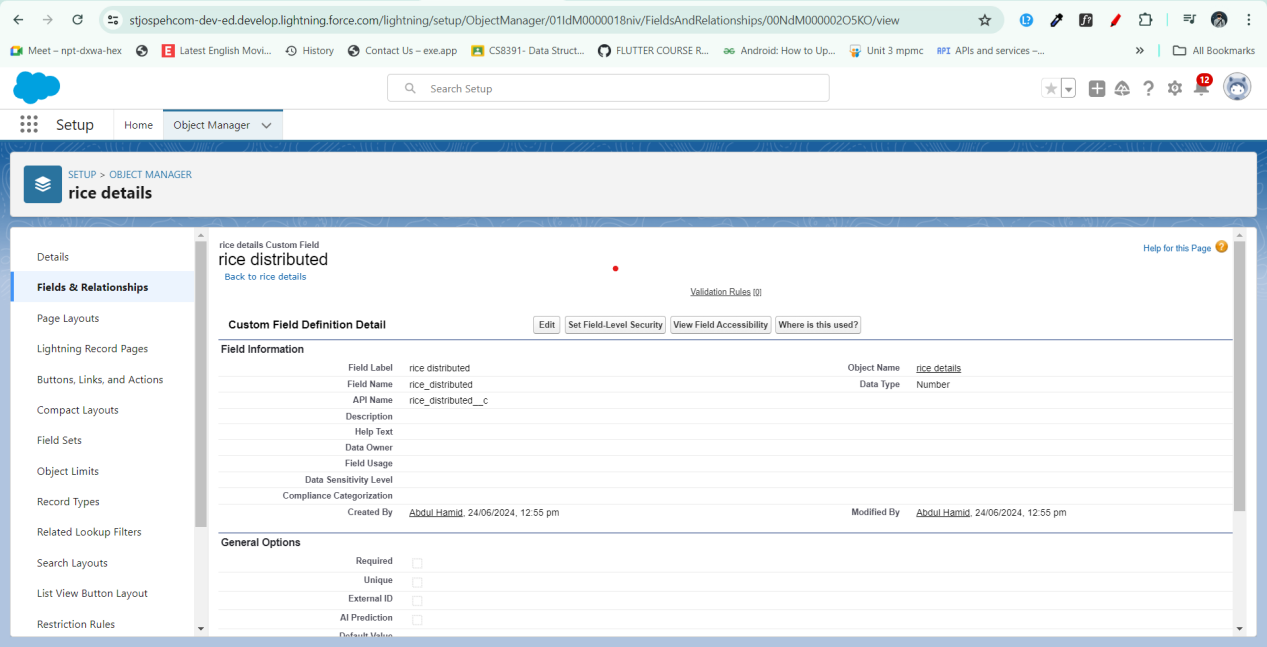 stjospehcom-dev-ed.develop.lightning.force.com/lightning/setup/ObjectManager/01IdM0000018niv/FieldsAndRelationships/00NdM000002O5KO/view
Meet – npt-dxwa-hex
Latest English Movi...
History
Contact Us – exe.app
CS8391- Data Struct...
FLUTTER COURSE R...
Android: How to Up...
Unit 3 mpmc
API APIs and services –...
»
All Bookmarks
Search Setup
12
Setup
Home
Object Manager
SETUP > OBJECT MANAGER
rice details
Details
Fields & Relationships
Page Layouts
Lightning Record Pages
Buttons, Links, and Actions
Compact Layouts
Field Sets
Object Limits
Record Types
Related Lookup Filters
Search Layouts
List View Button Layout
Restriction Rules
rice details Custom Field
rice distributed
Back to rice details
Help for this Page ?
Validation Rules [0]
Custom Field Definition Detail
Edit Set Field-Level Security View Field Accessibility Where is this used?
Field Information
Field Label rice distributed Object Name rice details
Field Name rice_distributed Data Type Number
API Name rice_distributed__c
Description
Help Text
Data Owner
Field Usage
Data Sensitivity Level
Compliance Categorization
Created By Abdul Hamid, 24/06/2024, 12:55 pm Modified By Abdul Hamid, 24/06/2024, 12:55 pm
General Options
Required
Unique
External ID
AI Prediction
Default Value